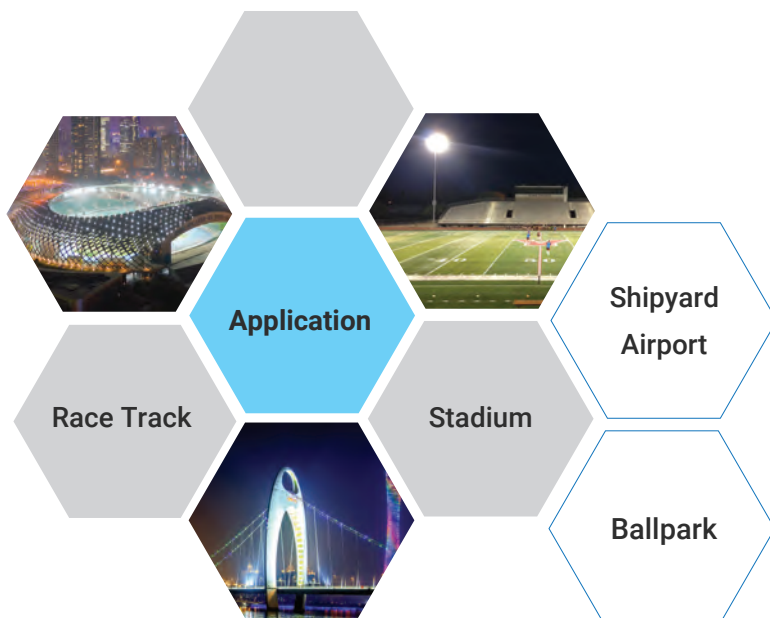 Application
Shipyard
Airport
Race Track
Stadium
Ballpark